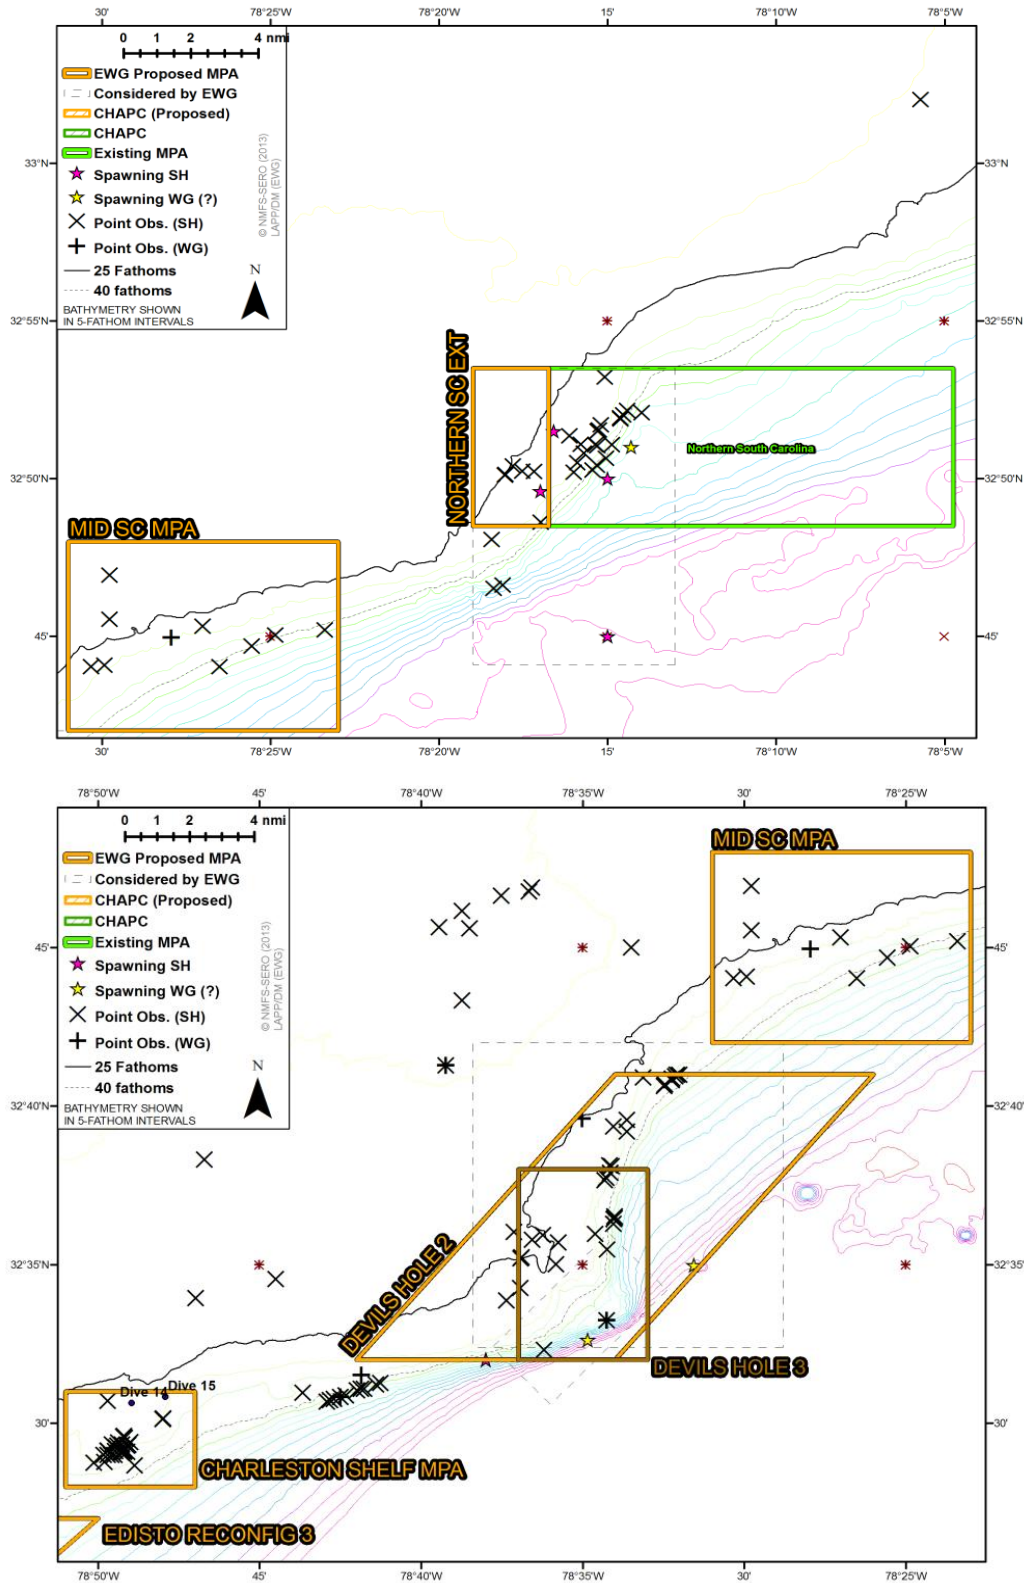 30'
78°25'W
78°20'W
15'
78°10'W
78°5'W
0 1 2 4 nmi
EWG Proposed MPA
Considered by EWG
CHAPC (Proposed)
CHAPC
Existing MPA
Spawning SH
Spawning WG (?)
Point Obs. (SH)
Point Obs. (WG)
25 Fathoms
40 fathoms
BATHYMETRY SHOWN
IN 5-FATHOM INTERVALS
© NMFS-SERO (2013)
LAPP/DM (EWG)
N
33°N
33°N
32°55'N
32°55'N
32°50'N
32°50'N
45'
45'
NORTHERN SC EXT
Northern South Carolina
MID SC MPA
30'
78°25'W
78°20'W
15'
78°10'W
78°5'W
78°50'W
45'
78°40'W
78°35'W
30'
78°25'W
0 1 2 4 nmi
EWG Proposed MPA
Considered by EWG
CHAPC (Proposed)
CHAPC
Existing MPA
Spawning SH
Spawning WG (?)
Point Obs. (SH)
Point Obs. (WG)
25 Fathoms
40 fathoms
BATHYMETRY SHOWN
IN 5-FATHOM INTERVALS
© NMFS-SERO (2013)
LAPP/DM (EWG)
N
MID SC MPA
45'
45'
32°40'N
32°40'N
32°35'N
32°35'N
30'
30'
DEVILS HOLE 2
DEVILS HOLE 3
Dive 14
Dive 15
CHARLESTON SHELF MPA
EDISTO RECONFIG 3
78°50'W
45'
78°40'W
78°35'W
30'
78°25'W